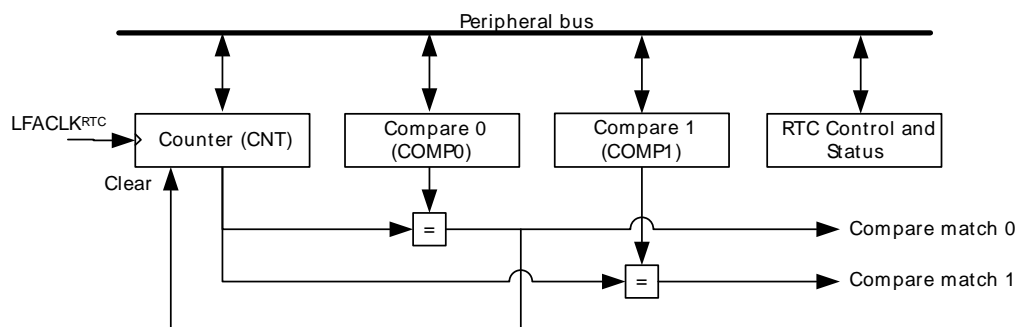 Peripheral bus
LFACLKRTC
Counter (CNT)
Compare 0
(COMP0)
Compare 1
(COMP1)
RTC Control and
Status
Clear
=
Compare match 0
=
Compare match 1